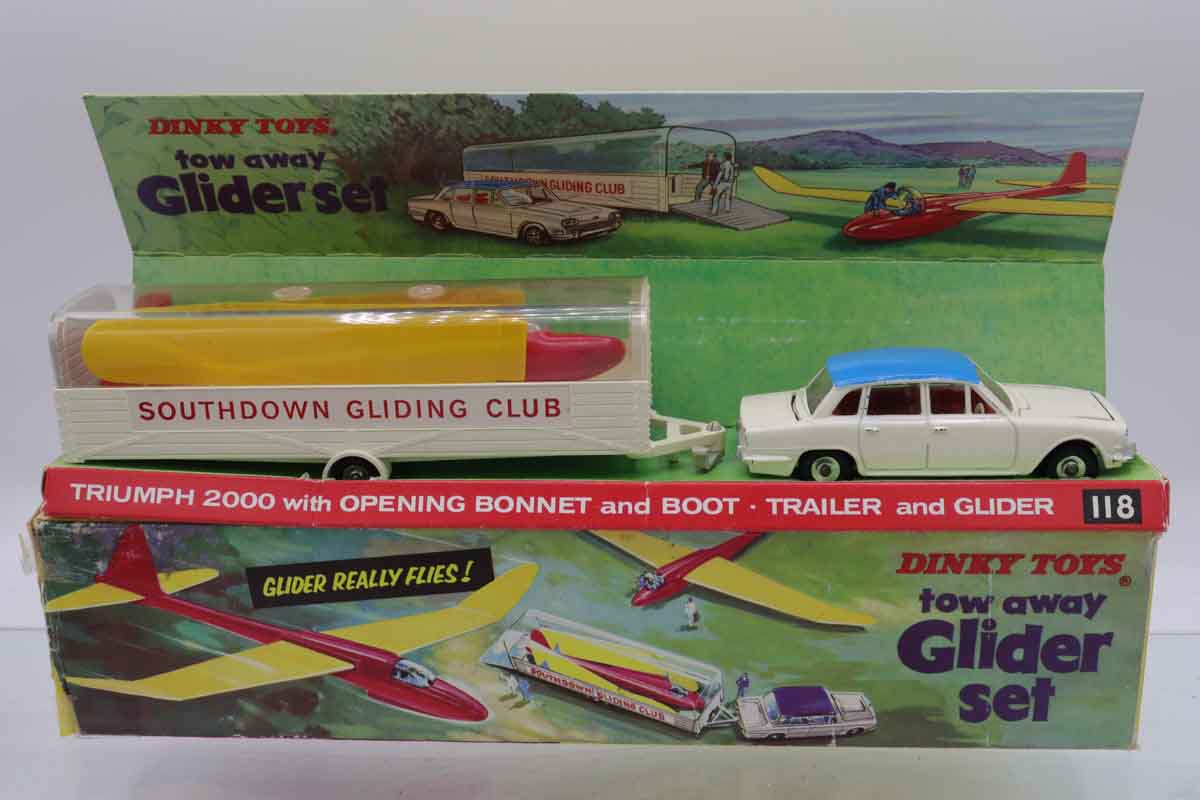 DINKY TOYS
tow away
Glider set
SOUTHDOWN GLIDING CLUB
SOUTHDOWN GLIDING CLUB
TRIUMPH 2000 with OPENING BONNET and BOOT · TRAILER and GLIDER 118
GLIDER REALLY FLIES!
DINKY TOYS®
tow away
Glider
set
SOUTHDOWN GLIDING CLUB